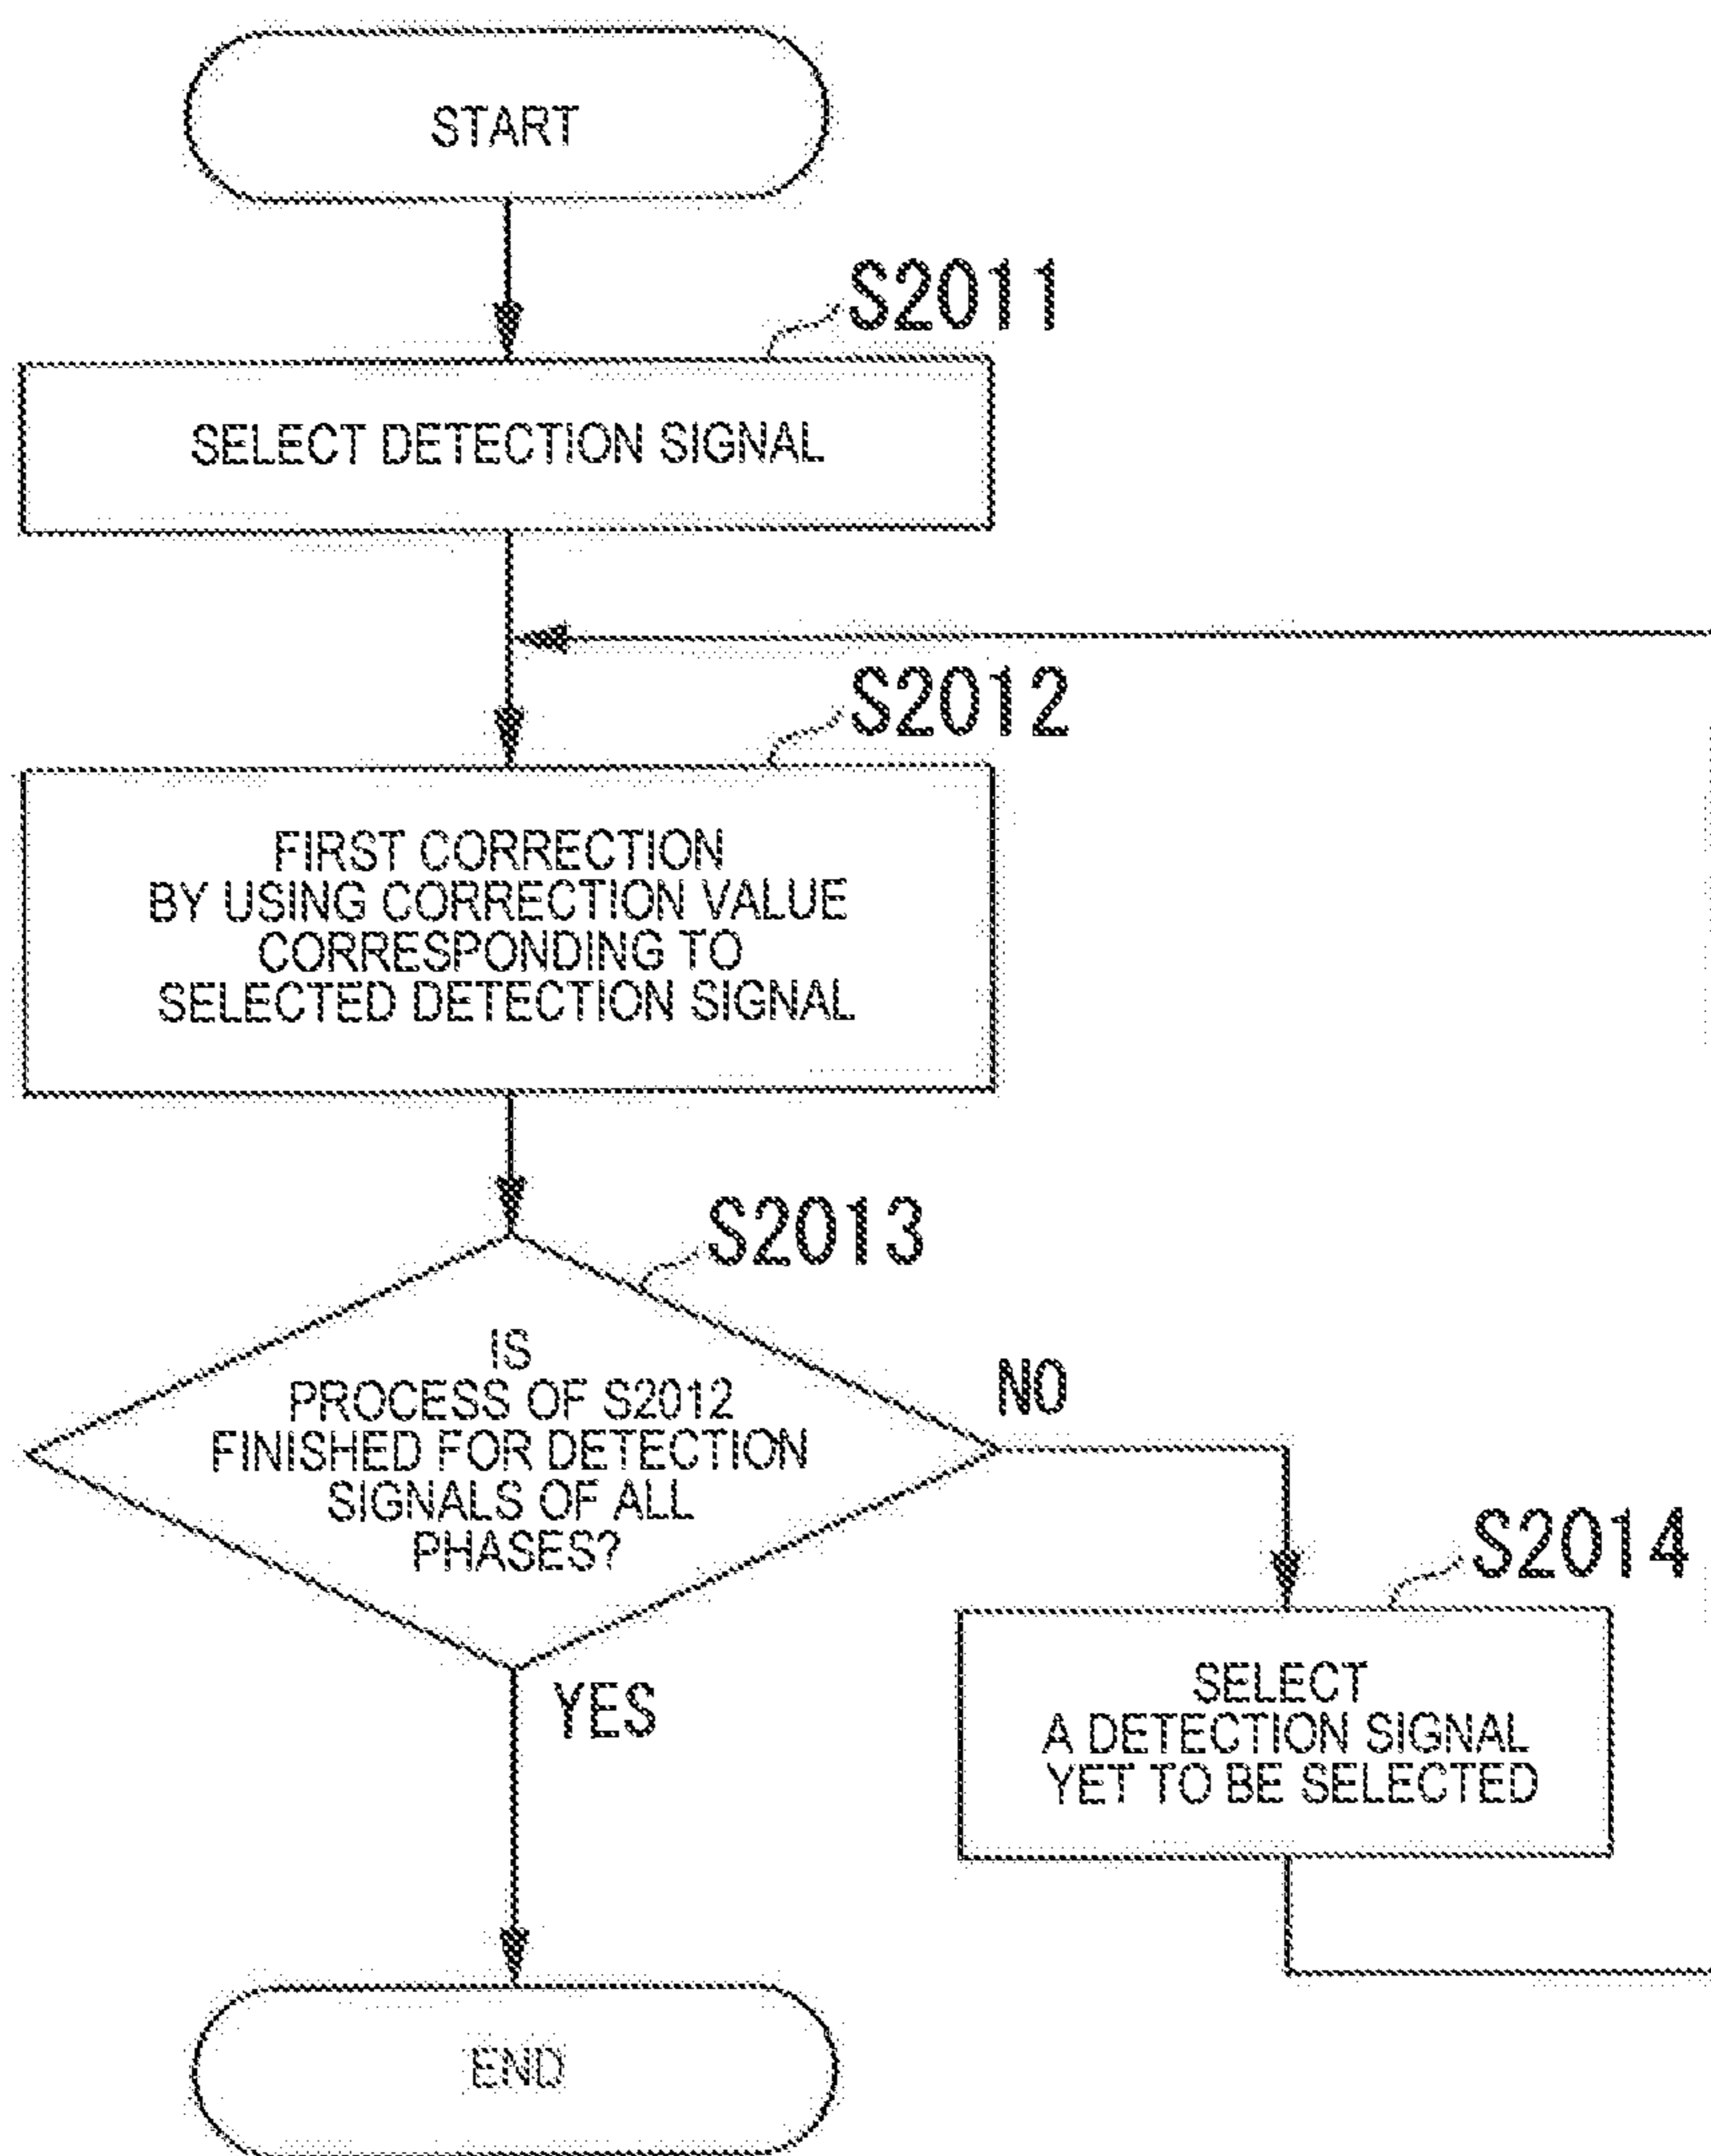 START
S2011
SELECT DETECTION SIGNAL
S2012
FIRST CORRECTION
BY USING CORRECTION VALUE
CORRESPONDING TO
SELECTED DETECTION SIGNAL
S2013
IS
PROCESS OF S2012
FINISHED FOR DETECTION
SIGNALS OF ALL
PHASES?
NO
S2014
SELECT
A DETECTION SIGNAL
YET TO BE SELECTED
YES
END